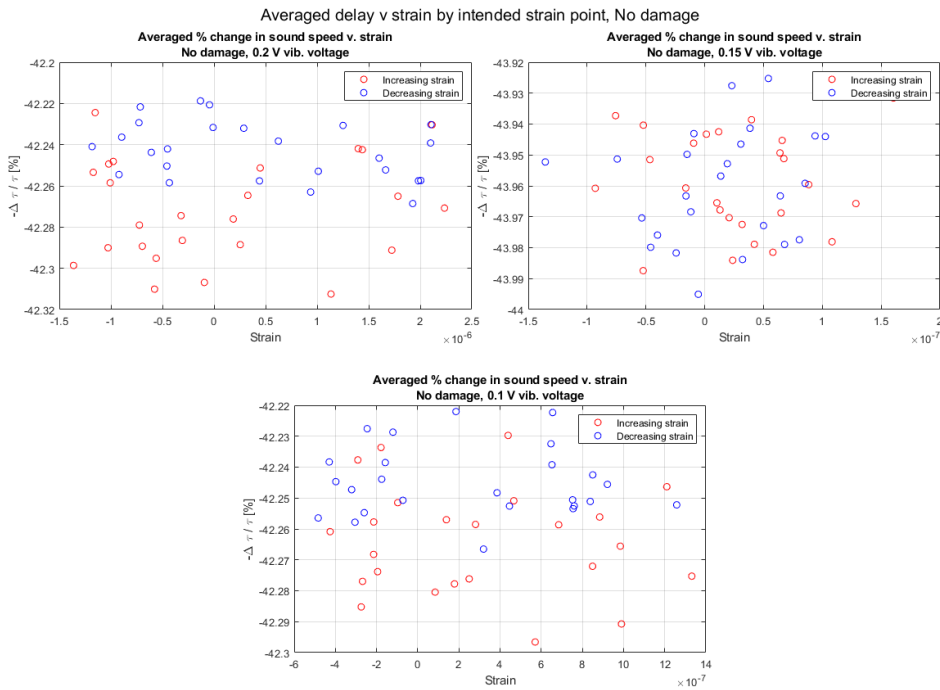 Averaged delay v strain by intended strain point, No damage
Averaged % change in sound speed v. strain
No damage, 0.2 V vib. voltage
-42.2
-42.22
-42.24
-42.26
-42.28
-42.3
-42.32
-Δ τ / τ [%]
Increasing strain
Decreasing strain
-1.5 -1 -0.5 0 0.5 1 1.5 2 2.5
Strain
×10^-6
Averaged % change in sound speed v. strain
No damage, 0.15 V vib. voltage
-43.92
-43.93
-43.94
-43.95
-43.96
-43.97
-43.98
-43.99
-44
-Δ τ / τ [%]
Increasing strain
Decreasing strain
-1.5 -1 -0.5 0 0.5 1 1.5 2
Strain
×10^-7
Averaged % change in sound speed v. strain
No damage, 0.1 V vib. voltage
-42.22
-42.23
-42.24
-42.25
-42.26
-42.27
-42.28
-42.29
-42.3
-Δ τ / τ [%]
Increasing strain
Decreasing strain
-6 -4 -2 0 2 4 6 8 10 12 14
Strain
×10^-7